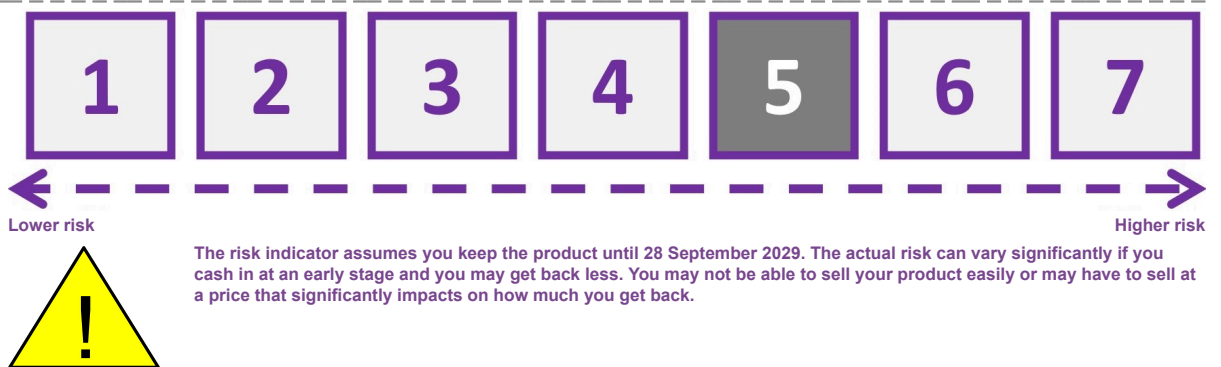 1 2 3 4 5 6 7
Lower risk Higher risk
The risk indicator assumes you keep the product until 28 September 2029. The actual risk can vary significantly if you
cash in at an early stage and you may get back less. You may not be able to sell your product easily or may have to sell at
a price that significantly impacts on how much you get back.
!